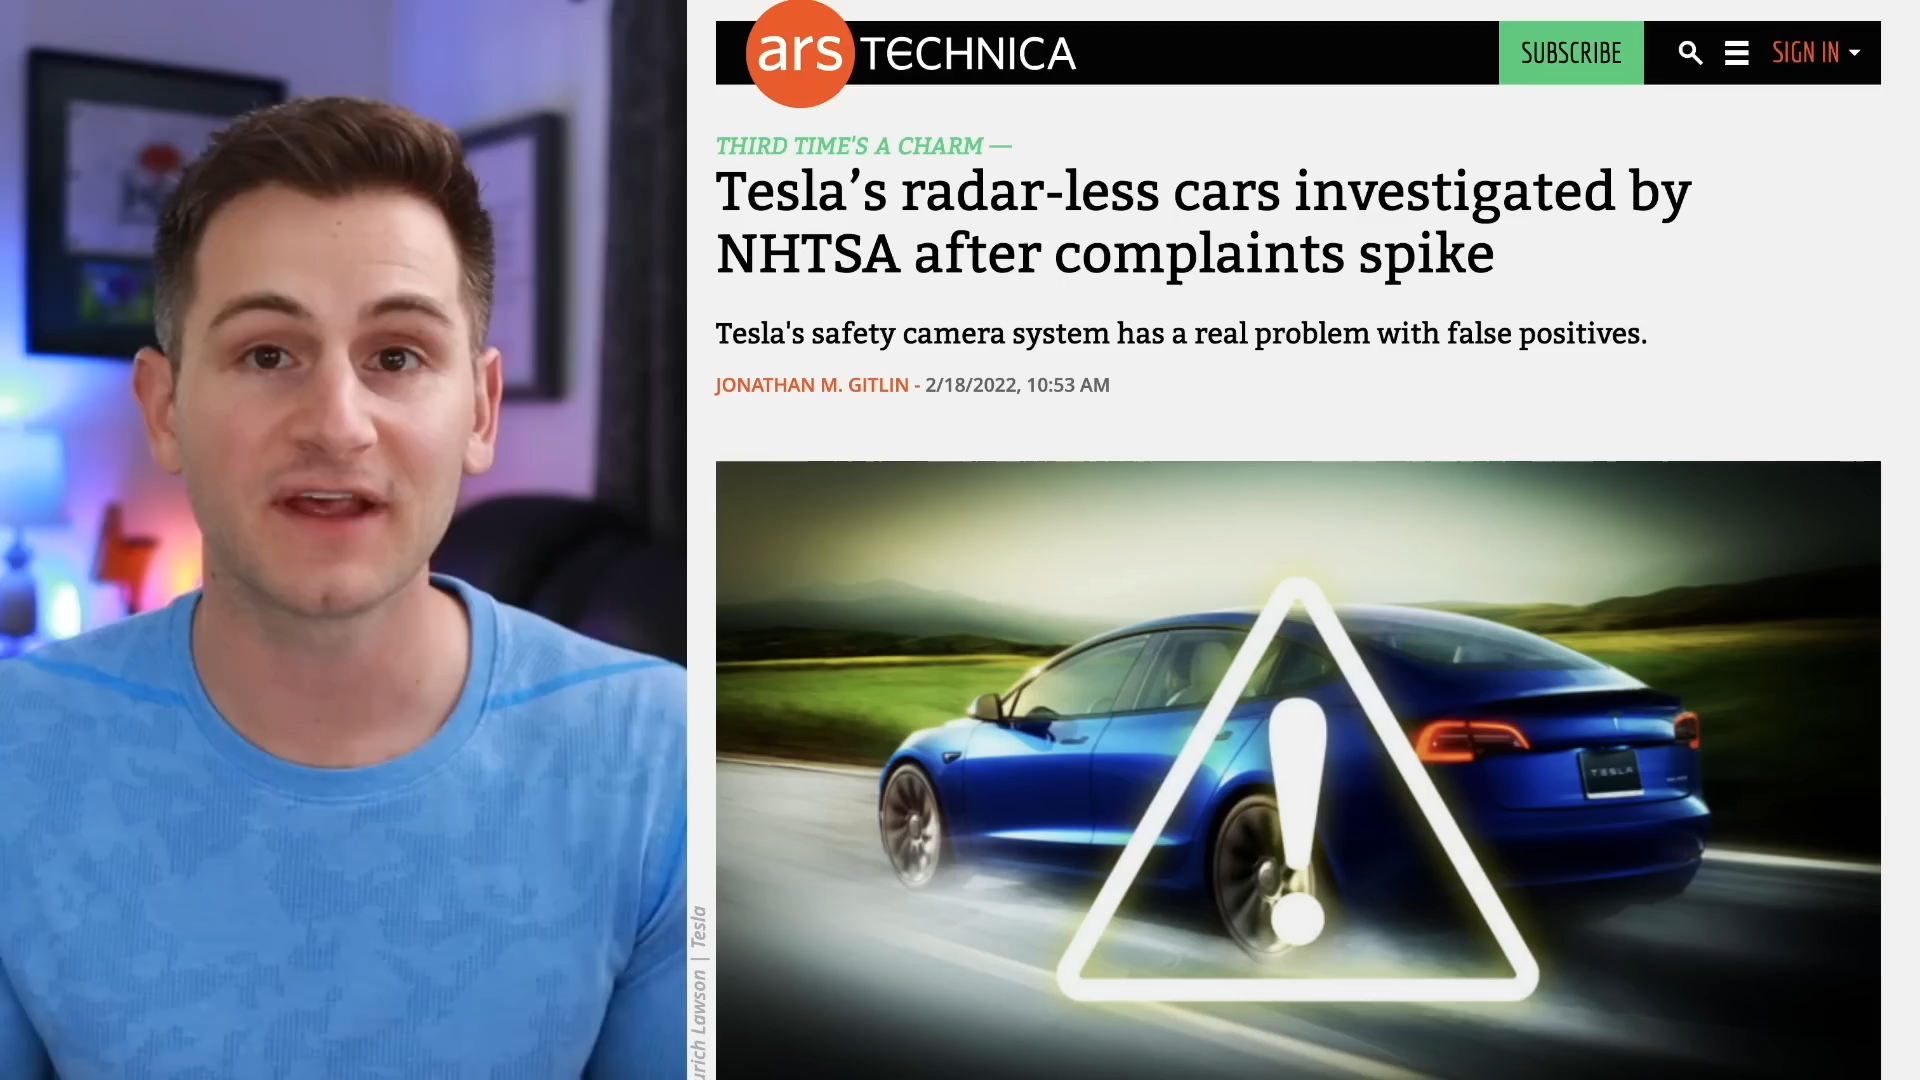 ars TECHNICA
SUBSCRIBE
SIGN IN
THIRD TIME'S A CHARM —
Tesla’s radar-less cars investigated by
NHTSA after complaints spike
Tesla's safety camera system has a real problem with false positives.
JONATHAN M. GITLIN - 2/18/2022, 10:53 AM
TESLA
Lawson | Tesla